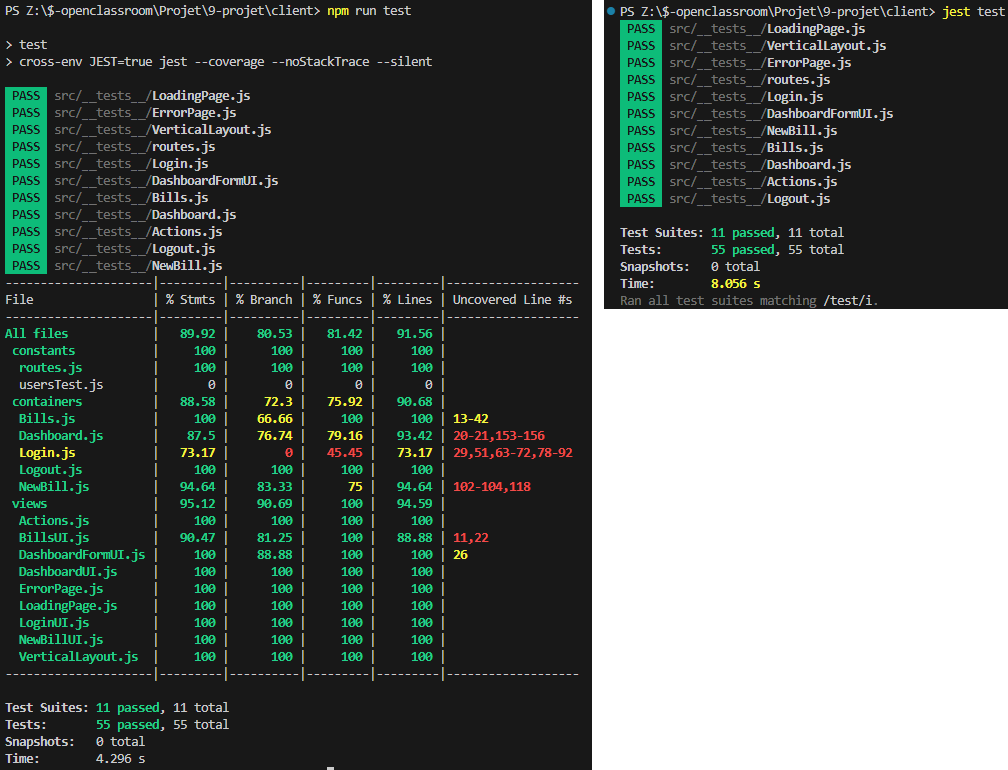 PS Z:\$-openclassroom\Projet\9-projet\client> npm run test
> test
> cross-env JEST=true jest --coverage --noStackTrace --silent
PASS src/__tests__/LoadingPage.js
PASS src/__tests__/ErrorPage.js
PASS src/__tests__/VerticalLayout.js
PASS src/__tests__/routes.js
PASS src/__tests__/Login.js
PASS src/__tests__/DashboardFormUI.js
PASS src/__tests__/Bills.js
PASS src/__tests__/Dashboard.js
PASS src/__tests__/Actions.js
PASS src/__tests__/Logout.js
PASS src/__tests__/NewBill.js
---------------------|---------|----------|---------|---------|-------------------
File | % Stmts | % Branch | % Funcs | % Lines | Uncovered Line #s
---------------------|---------|----------|---------|---------|-------------------
All files | 89.92 | 80.53 | 81.42 | 91.56 |
constants | 100 | 100 | 100 | 100 |
routes.js | 100 | 100 | 100 | 100 |
usersTest.js | 0 | 0 | 0 | 0 |
containers | 88.58 | 72.3 | 75.92 | 90.68 |
Bills.js | 100 | 66.66 | 100 | 100 | 13-42
Dashboard.js | 87.5 | 76.74 | 79.16 | 93.42 | 20-21,153-156
Login.js | 73.17 | 0 | 45.45 | 73.17 | 29,51,63-72,78-92
Logout.js | 100 | 100 | 100 | 100 |
NewBill.js | 94.64 | 83.33 | 75 | 94.64 | 102-104,118
views | 95.12 | 90.69 | 100 | 94.59 |
Actions.js | 100 | 100 | 100 | 100 |
BillsUI.js | 90.47 | 81.25 | 100 | 88.88 | 11,22
DashboardFormUI.js | 100 | 88.88 | 100 | 100 | 26
DashboardUI.js | 100 | 100 | 100 | 100 |
ErrorPage.js | 100 | 100 | 100 | 100 |
LoadingPage.js | 100 | 100 | 100 | 100 |
LoginUI.js | 100 | 100 | 100 | 100 |
NewBillUI.js | 100 | 100 | 100 | 100 |
VerticalLayout.js | 100 | 100 | 100 | 100 |
---------------------|---------|----------|---------|---------|-------------------
Test Suites: 11 passed, 11 total
Tests: 55 passed, 55 total
Snapshots: 0 total
Time: 4.296 s
PS Z:\$-openclassroom\Projet\9-projet\client> jest test
PASS src/__tests__/LoadingPage.js
PASS src/__tests__/VerticalLayout.js
PASS src/__tests__/ErrorPage.js
PASS src/__tests__/routes.js
PASS src/__tests__/Login.js
PASS src/__tests__/DashboardFormUI.js
PASS src/__tests__/NewBill.js
PASS src/__tests__/Bills.js
PASS src/__tests__/Dashboard.js
PASS src/__tests__/Actions.js
PASS src/__tests__/Logout.js
Test Suites: 11 passed, 11 total
Tests: 55 passed, 55 total
Snapshots: 0 total
Time: 8.056 s
Ran all test suites matching /test/i.